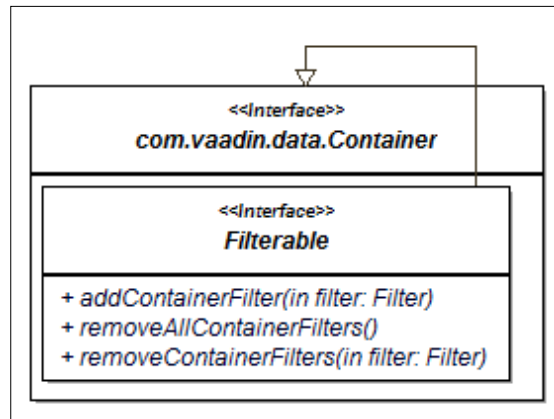 <<Interface>>
com.vaadin.data.Container
<<Interface>>
Filterable
+ addContainerFilter(in filter: Filter)
+ removeAllContainerFilters()
+ removeContainerFilters(in filter: Filter)